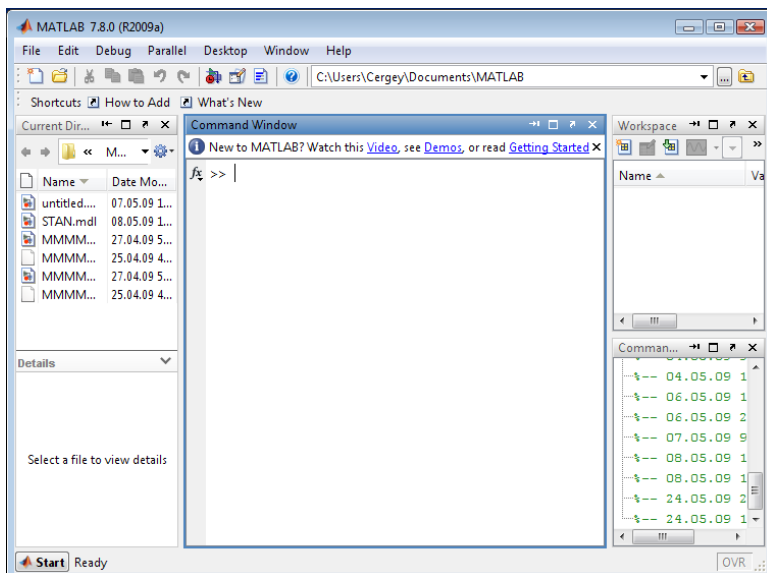 MATLAB 7.8.0 (R2009a)
File Edit Debug Parallel Desktop Window Help
C:\Users\Cergey\Documents\MATLAB
Shortcuts How to Add What's New
Current Dir...
M...
Name Date Mo...
untitled.... 07.05.09 1...
STAN.mdl 08.05.09 1...
MMMM... 27.04.09 5...
MMMM... 25.04.09 4...
MMMM... 27.04.09 5...
MMMM... 25.04.09 4...
Details
Select a file to view details
Command Window
New to MATLAB? Watch this Video, see Demos, or read Getting Started
fx >>
Workspace
Name Va
Comman...
%-- 04.05.09 1
%-- 06.05.09 1
%-- 06.05.09 2
%-- 07.05.09 9
%-- 08.05.09 1
%-- 08.05.09 1
%-- 24.05.09 2
%-- 24.05.09 1
Start Ready
OVR